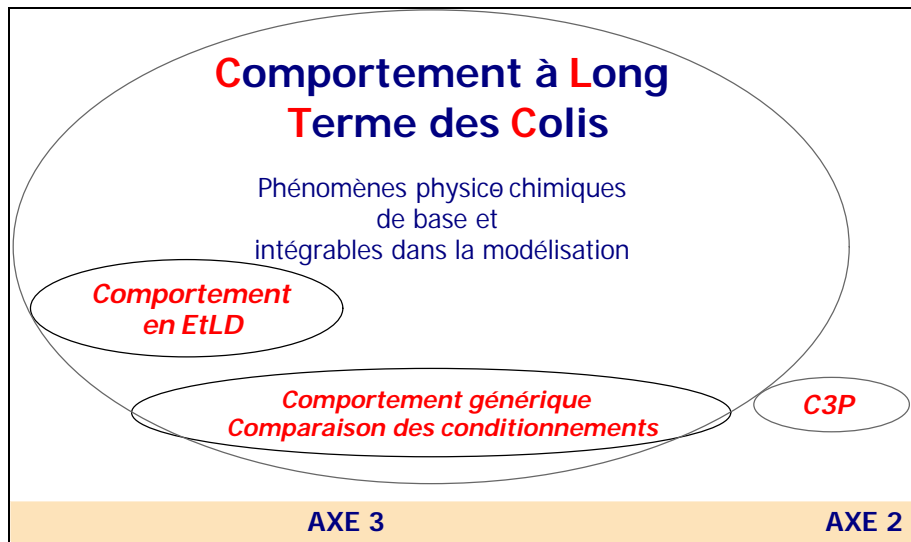 Comportement à Long
Terme des Colis
Phénomènes physico chimiques
de base et
intégrables dans la modélisation
Comportement
en EtLD
Comportement générique
Comparaison des conditionnements
C3P
AXE 3
AXE 2